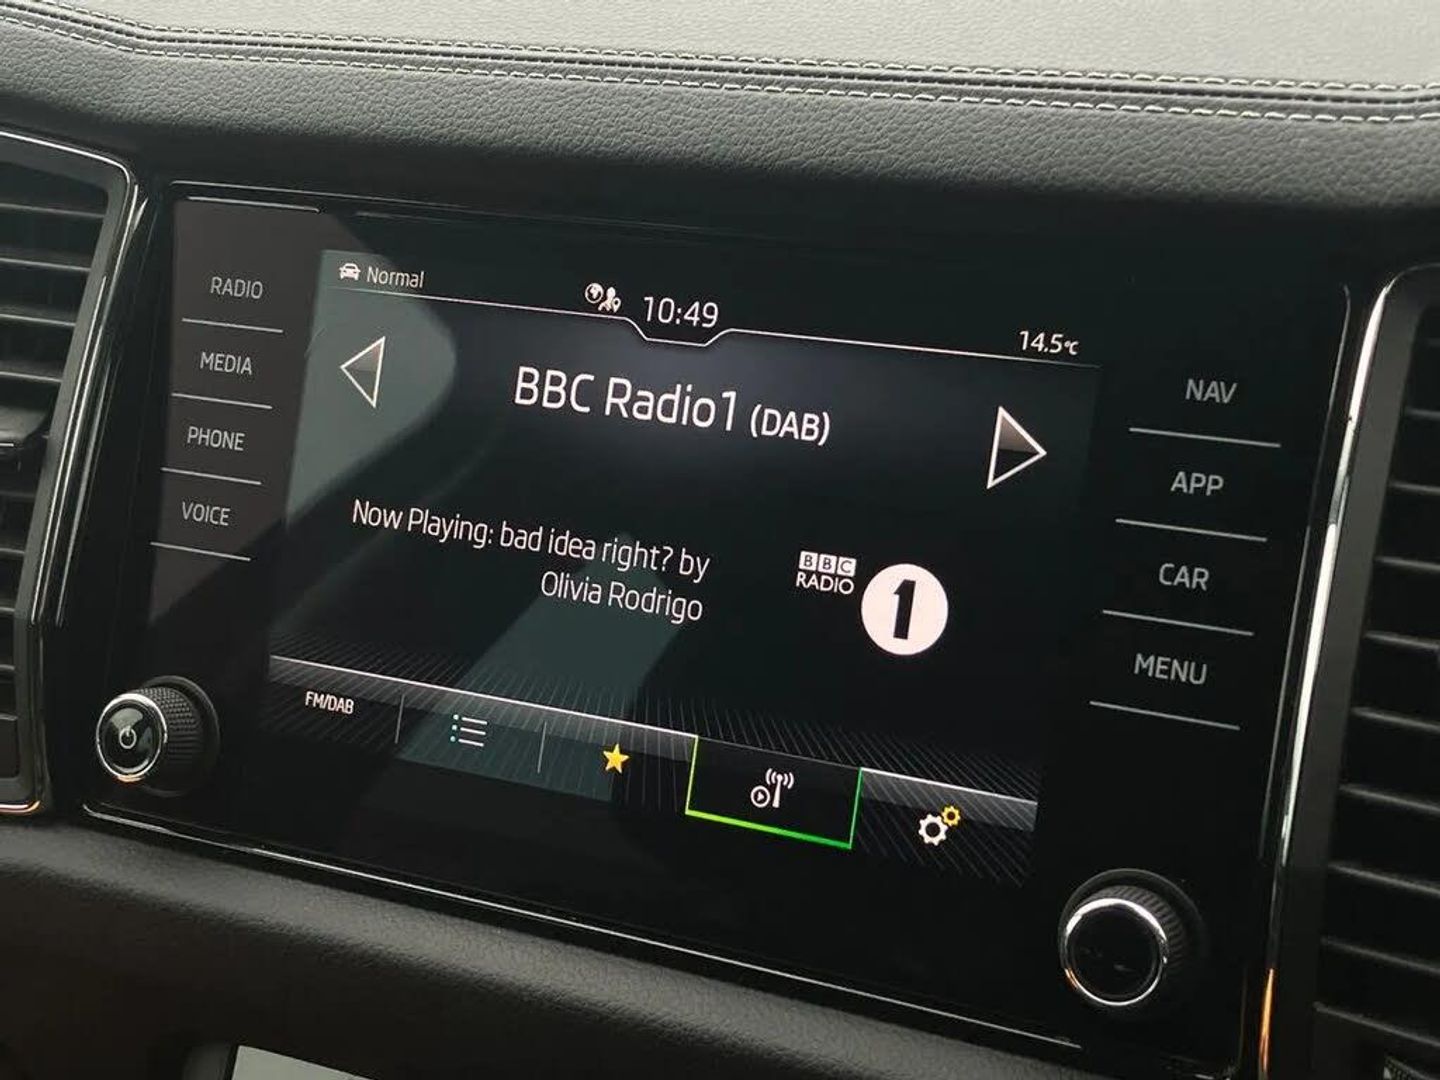 Normal
10:49
14.5°C
RADIO
MEDIA
PHONE
VOICE
BBC Radio1 (DAB)
Now Playing: bad idea right? by
Olivia Rodrigo
BBC
RADIO
1
FM/DAB
NAV
APP
CAR
MENU